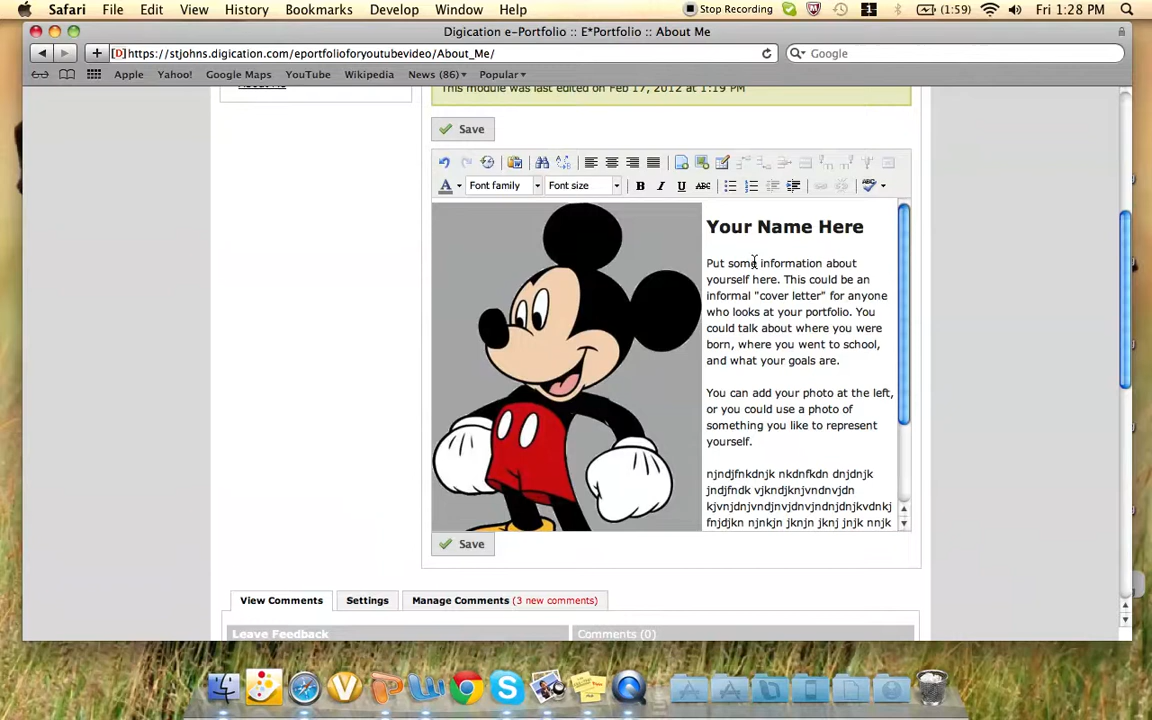 Safari File Edit View History Bookmarks Develop Window Help Stop Recording 1 (1:59) Fri 1:28 PM
Digication e-Portfolio :: E*Portfolio :: About Me
[D] https://stjohns.digication.com/eportfolioforyoutubevideo/About_Me/ Google
Apple Yahoo! Google Maps YouTube Wikipedia News (86) Popular
About Me This module was last edited on Feb 17, 2012 at 1:19 PM
Save
Font family Font size B I U ABC ABC
Your Name Here
Put some information about
yourself here. This could be an
informal "cover letter" for anyone
who looks at your portfolio. You
could talk about where you were
born, where you went to school,
and what your goals are.
You can add your photo at the left,
or you could use a photo of
something you like to represent
yourself.
njndjfnkdnjk nkdnfkdn dnjdnjk
jndjfndk vjkndjknjvndnvjdn
kjvnjdnjvndjnvjdnvjndnjdnjkvdnkj
fnjdjkn njnkjn jknjn jknj jnjk nnjk
Save
View Comments Settings Manage Comments (3 new comments)
Leave Feedback Comments (0)